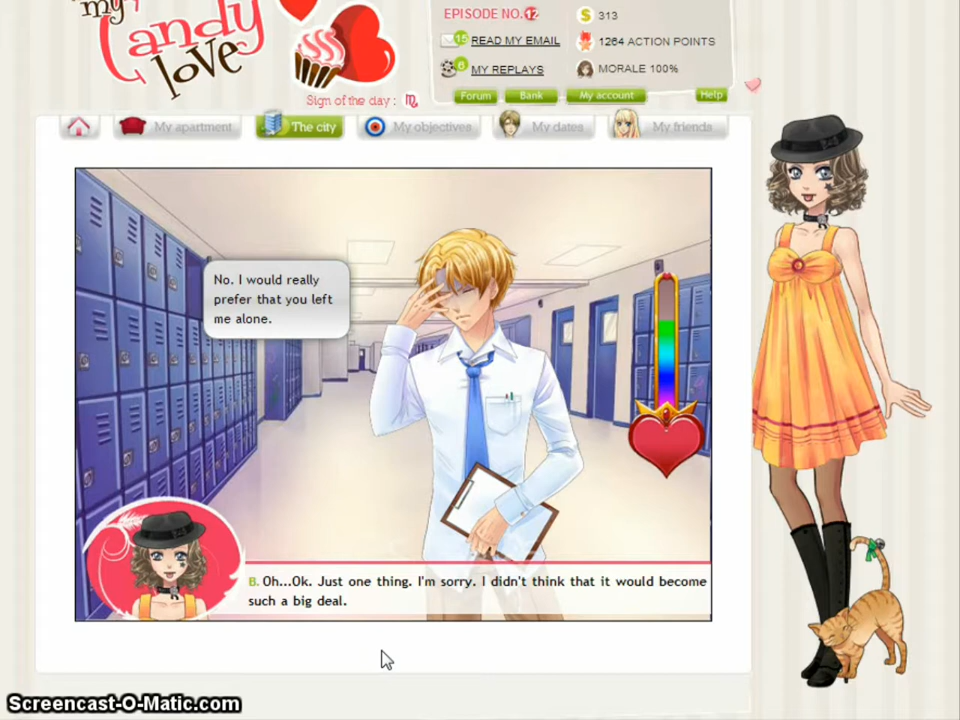 my
Candy
love
EPISODE NO.12
$ 313
15 READ MY EMAIL
1264 ACTION POINTS
6 MY REPLAYS
MORALE 100%
Sign of the day : ♏
Forum
Bank
My account
Help
My apartment
The city
My objectives
My dates
My friends
No. I would really
prefer that you left
me alone.
B. Oh...Ok. Just one thing. I'm sorry. I didn't think that it would become
such a big deal.
Screencast-O-Matic.com